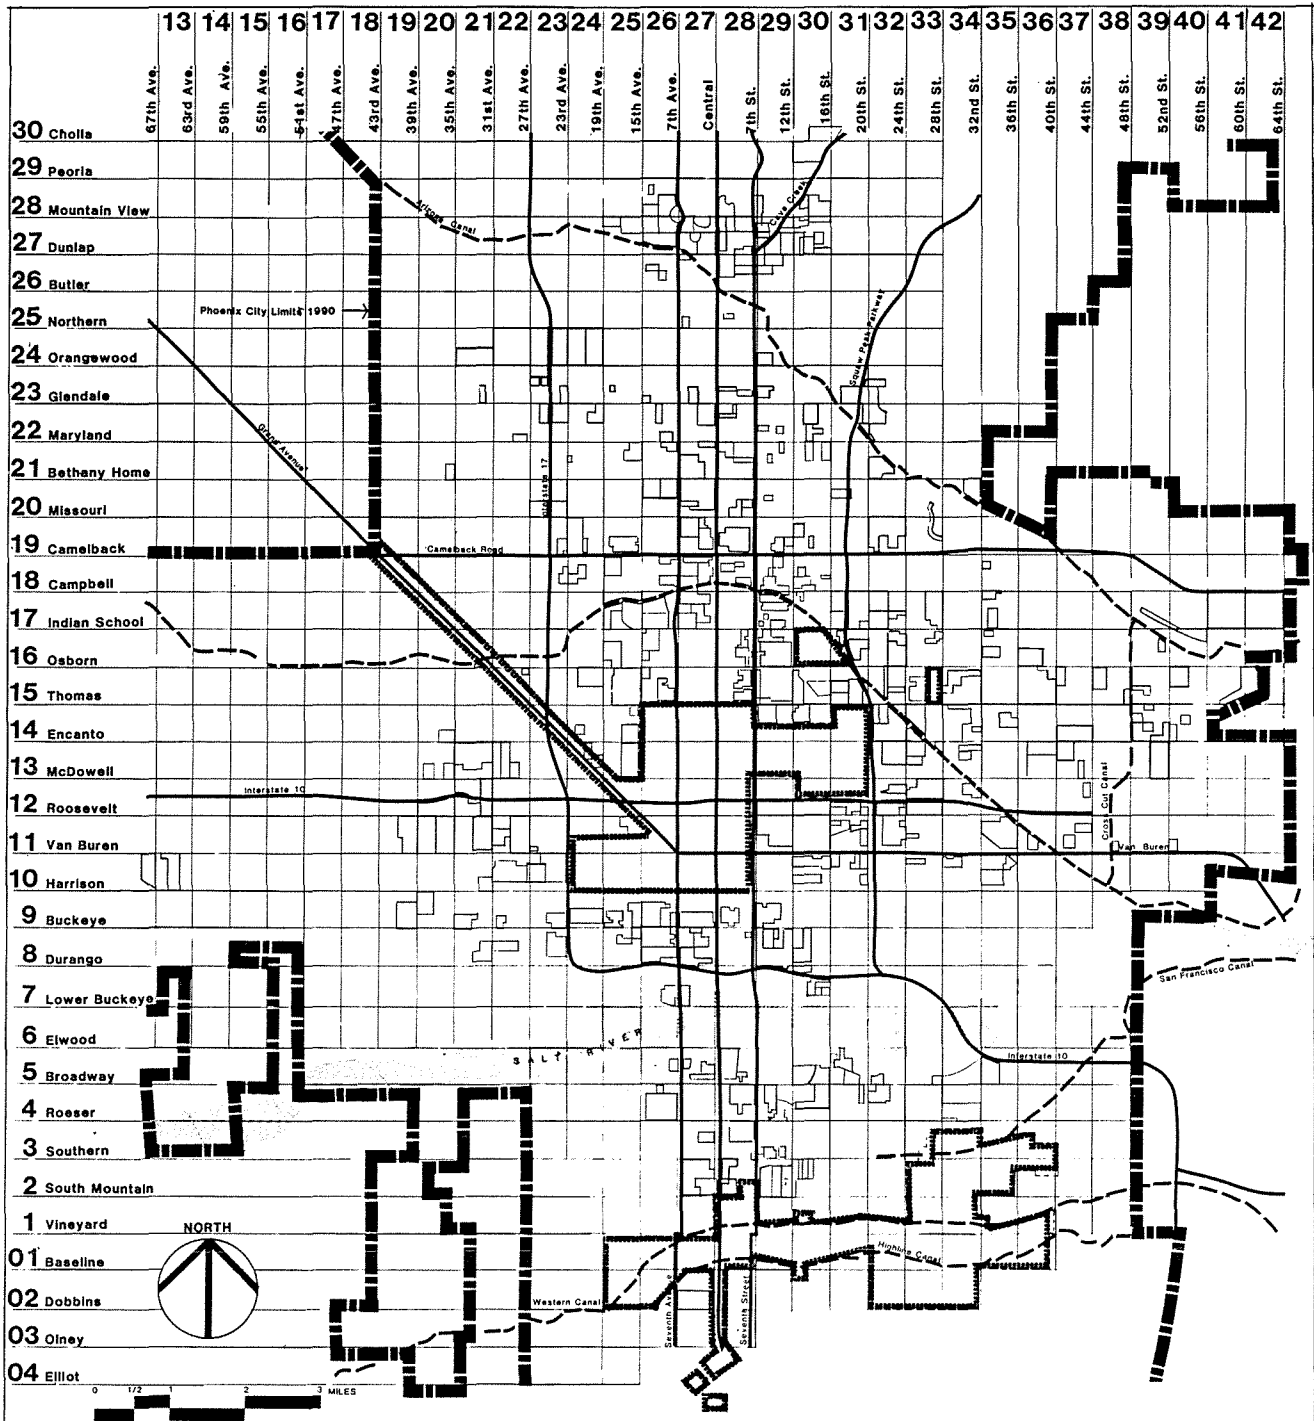 13 14 15 16 17 18 19 20 21 22 23 24 25 26 27 28 29 30 31 32 33 34 35 36 37 38 39 40 41 42
67th Ave. 63rd Ave. 59th Ave. 55th Ave. 51st Ave. 47th Ave. 43rd Ave. 39th Ave. 35th Ave. 31st Ave. 27th Ave. 23rd Ave. 19th Ave. 15th Ave. 7th Ave. Central 7th St. 12th St. 16th St. 20th St. 24th St. 28th St. 32nd St. 36th St. 40th St. 44th St. 48th St. 52nd St. 56th St. 60th St. 64th St.
30 Cholla
29 Peoria
28 Mountain View
Arizona Canal
Cave Creek
27 Dunlap
26 Butler
Phoenix City Limits 1990
25 Northern
24 Orangewood
Squaw Peak Parkway
23 Glendale
22 Maryland
Grand Avenue
21 Bethany Home
Interstate 17
20 Missouri
19 Camelback
Camelback Road
18 Campbell
17 Indian School
16 Osborn
15 Thomas
14 Encanto
13 McDowell
Interstate 10
12 Roosevelt
Cross Cut Canal
11 Van Buren
Van Buren
10 Harrison
9 Buckeye
8 Durango
San Francisco Canal
7 Lower Buckeye
6 Elwood
SALT RIVER
Interstate 10
5 Broadway
4 Roeser
3 Southern
2 South Mountain
1 Vineyard
NORTH
01 Baseline
Highline Canal
02 Dobbins
Western Canal
Seventh Ave
Seventh Street
03 Olney
04 Elliot
0 1/2 1 2 3 MILES